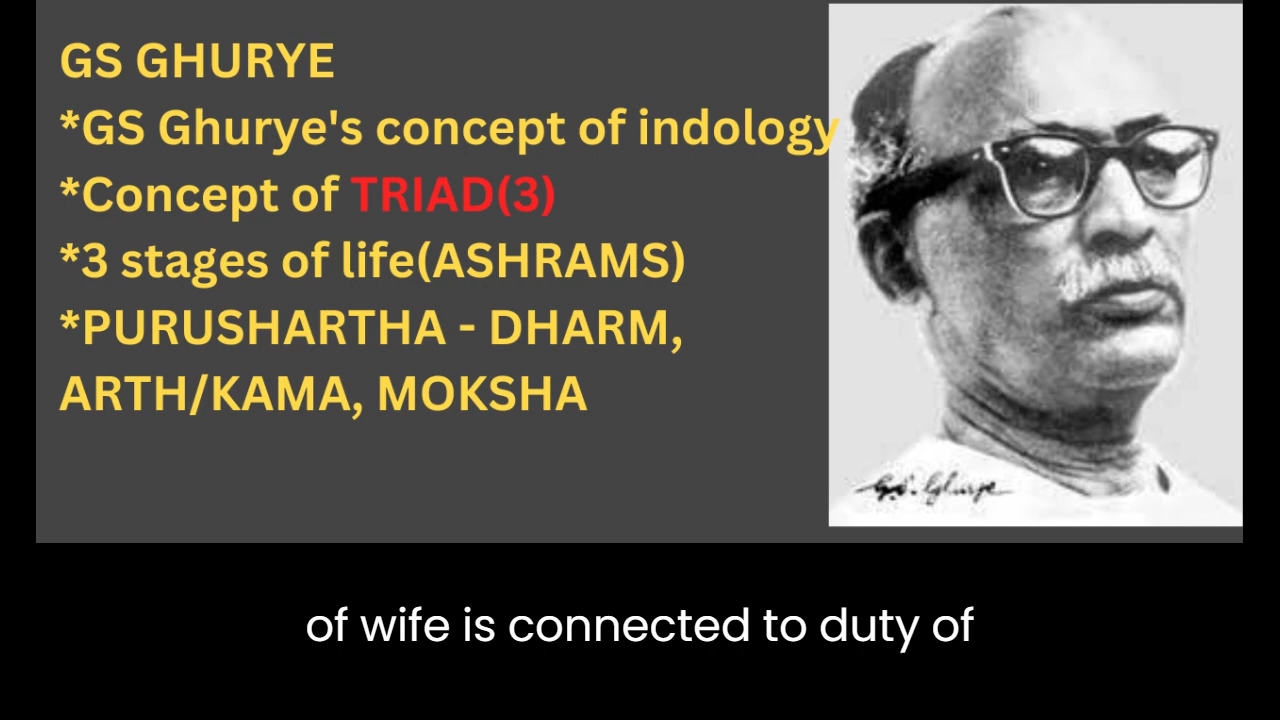 GS GHURYE
*GS Ghurye's concept of indology
*Concept of TRIAD(3)
*3 stages of life(ASHRAMS)
*PURUSHARTHA - DHARM,
ARTH/KAMA, MOKSHA
G.S. Ghurye
of wife is connected to duty of